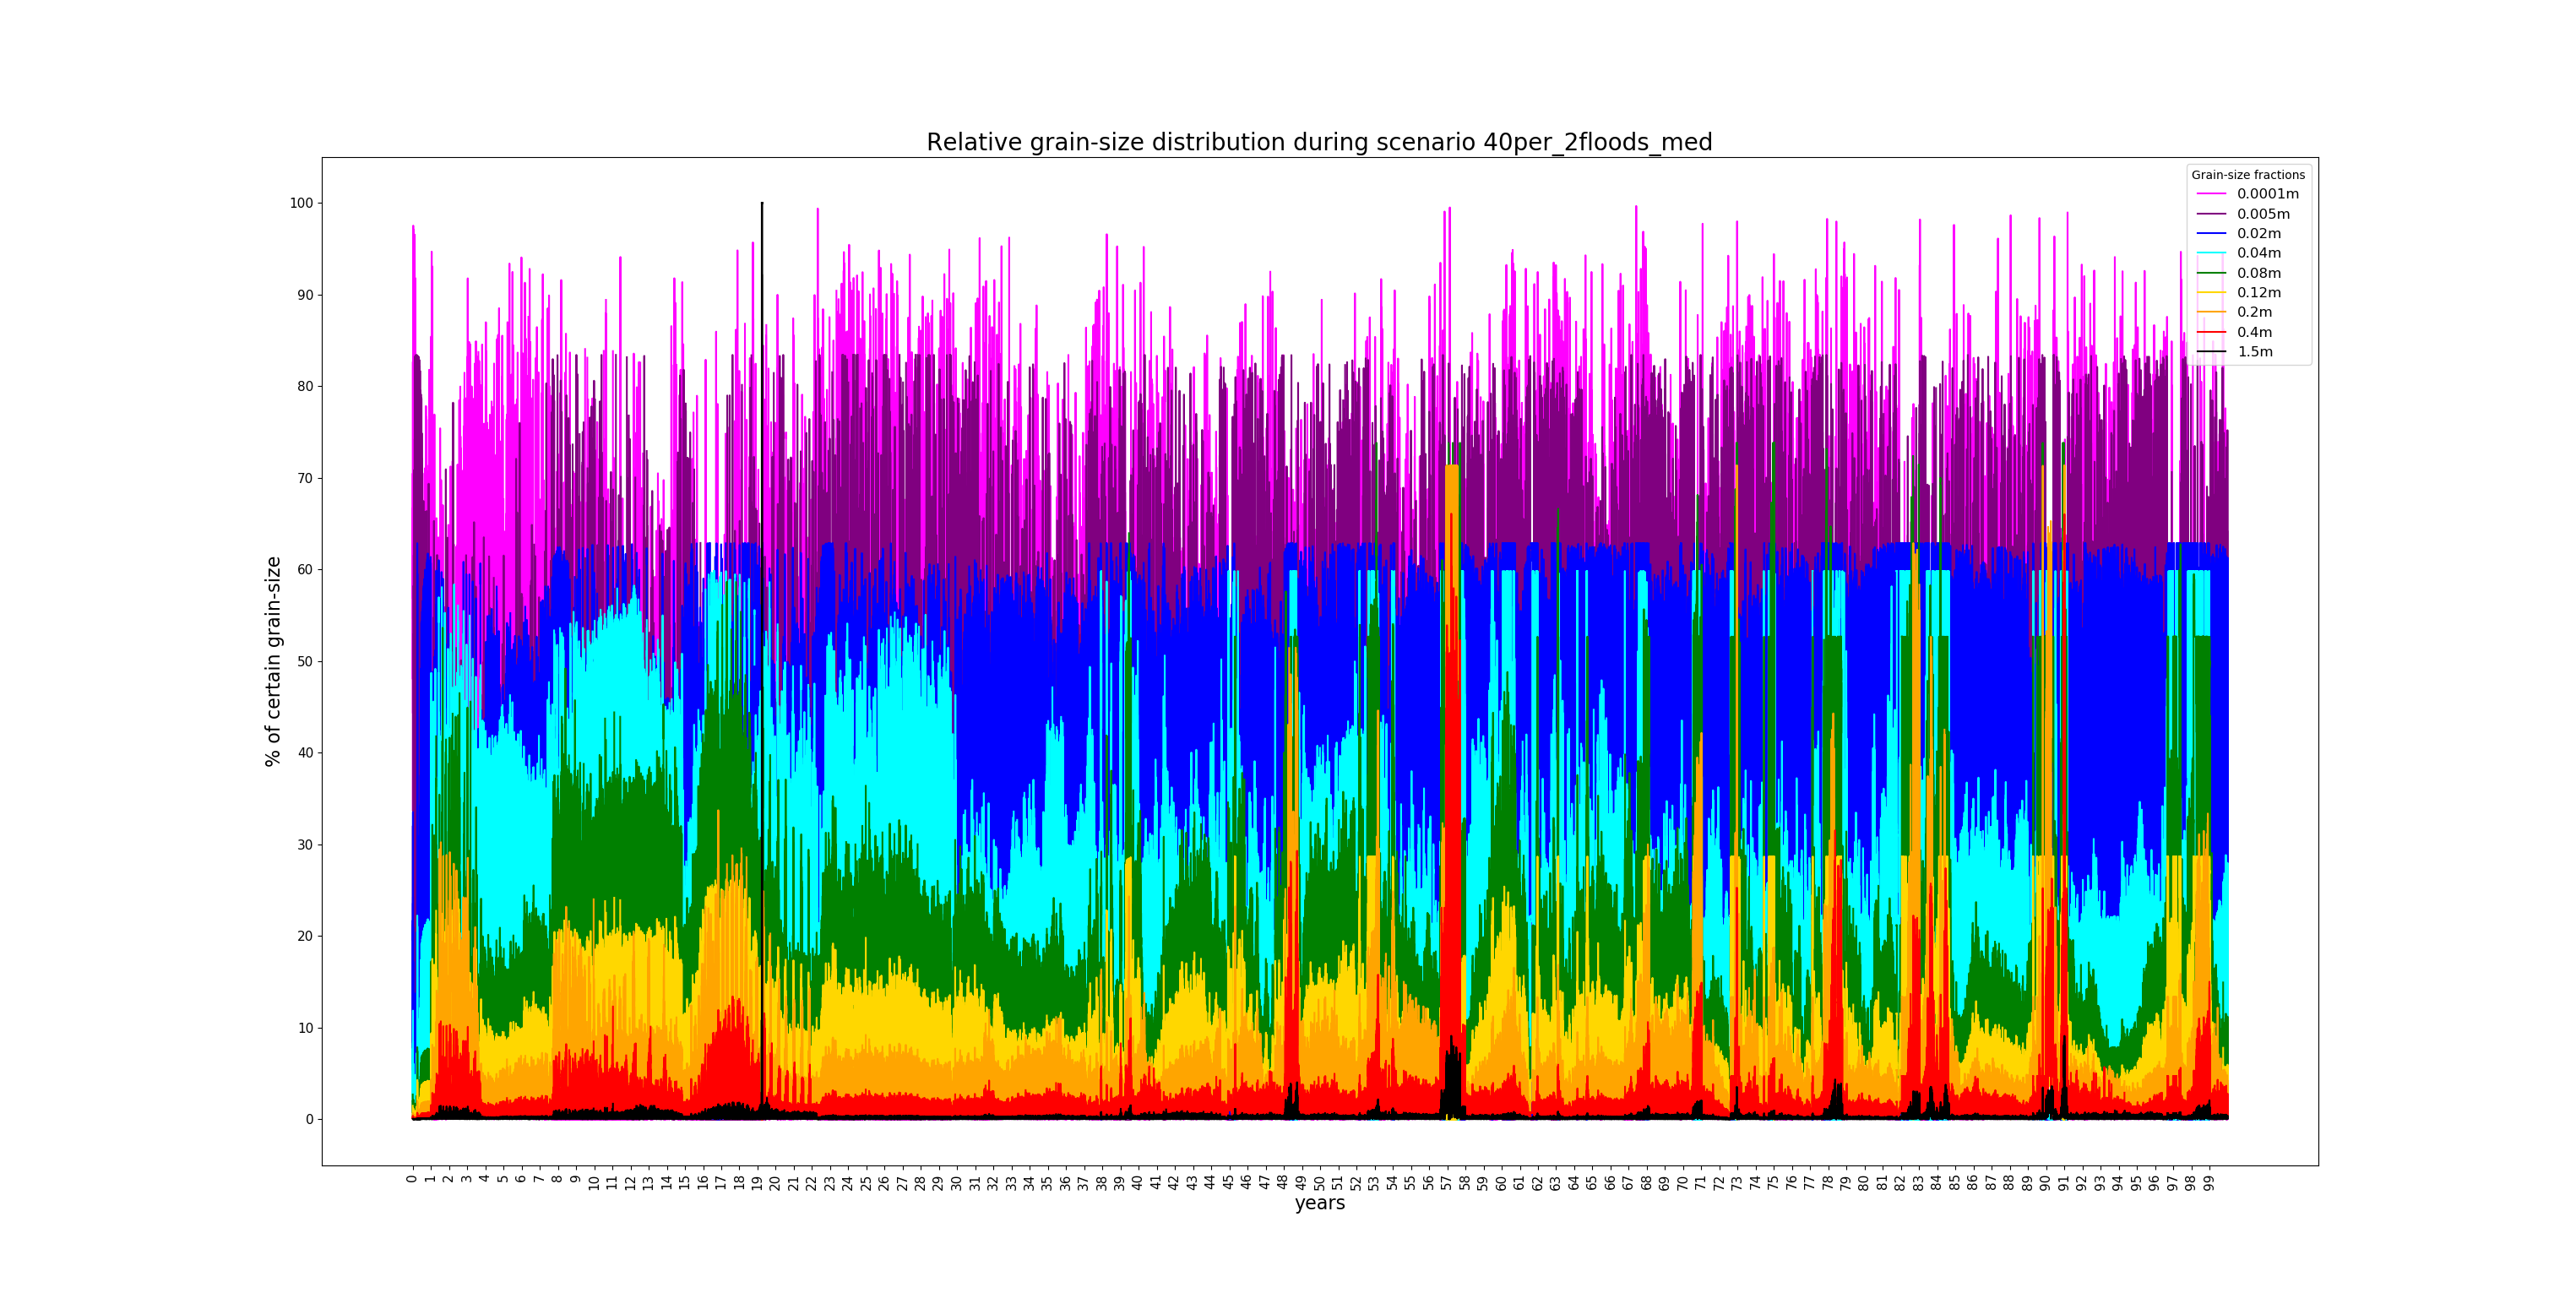 Relative grain-size distribution during scenario 40per_2floods_med
Grain-size fractions
0.0001m
0.005m
0.02m
0.04m
0.08m
0.12m
0.2m
0.4m
1.5m
% of certain grain-size
100
90
80
70
60
50
40
30
20
10
0
0 1 2 3 4 5 6 7 8 9 10 11 12 13 14 15 16 17 18 19 20 21 22 23 24 25 26 27 28 29 30 31 32 33 34 35 36 37 38 39 40 41 42 43 44 45 46 47 48 49 50 51 52 53 54 55 56 57 58 59 60 61 62 63 64 65 66 67 68 69 70 71 72 73 74 75 76 77 78 79 80 81 82 83 84 85 86 87 88 89 90 91 92 93 94 95 96 97 98 99
years